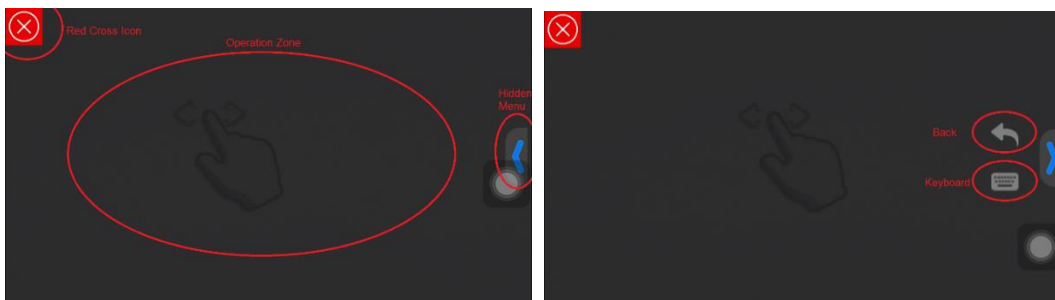 Red Cross Icon
Operation Zone
Hidden
Menu
Back
Keyboard